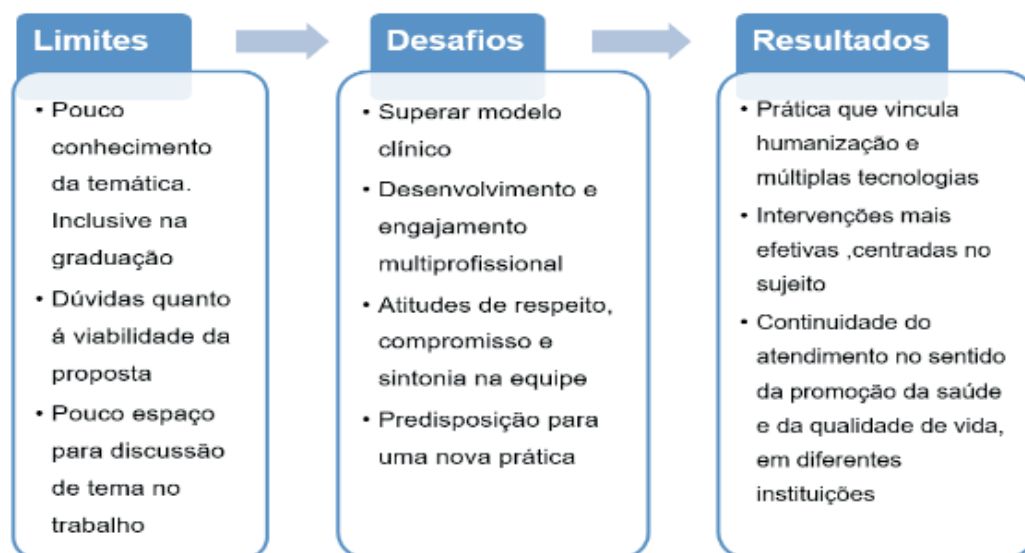 Limites
• Pouco
conhecimento
da temática.
Inclusive na
graduação
• Dúvidas quanto
á viabilidade da
proposta
• Pouco espaço
para discussão
de tema no
trabalho
Desafios
• Superar modelo
clínico
• Desenvolvimento e
engajamento
multiprofissional
• Atitudes de respeito,
compromisso e
sintonia na equipe
• Predisposição para
uma nova prática
Resultados
• Prática que vincula
humanização e
múltiplas tecnologias
• Intervenções mais
efetivas ,centradas no
sujeito
• Continuidade do
atendimento no sentido
da promoção da saúde
e da qualidade de vida,
em diferentes
instituições